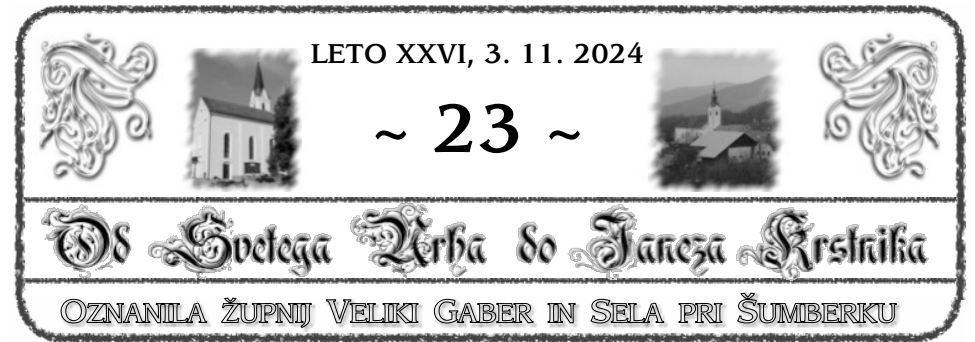 LETO XXVI, 3. 11. 2024
~ 23 ~
Od Svetega Urha do Janeza Krstnika
OZNANILA ŽUPNIJ VELIKI GABER IN SELA PRI ŠUMBERKU